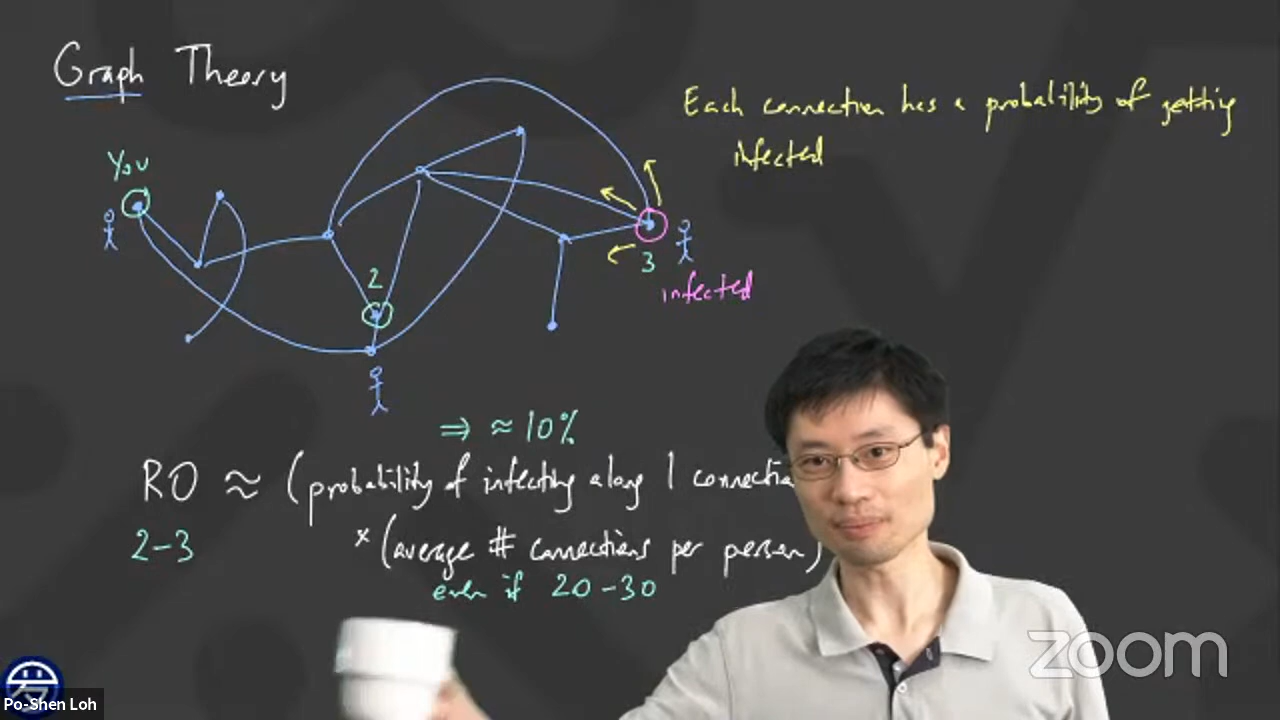 Graph Theory
Each connection has a probability of getting
infected
You
2
3
infected
⇒ ≈ 10%
R0 ≈ (probability of infecting along 1 connectio
2-3
× (average # connections per person)
even if 20-30
zoom
Po-Shen Loh